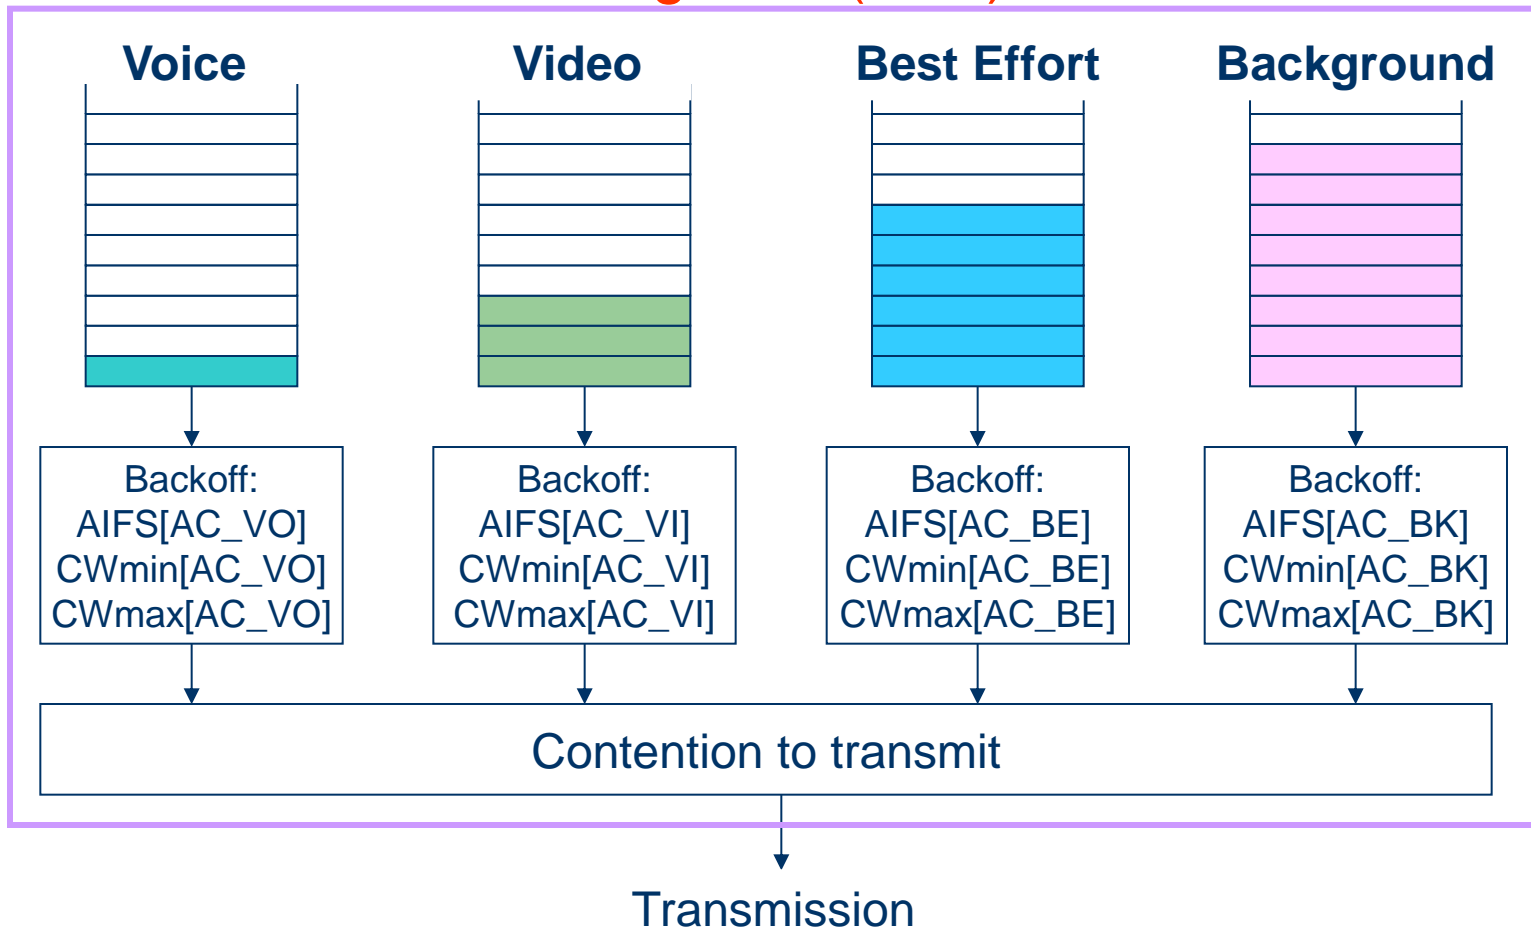 Voice
Video
Best Effort
Background
Backoff:
AIFS[AC_VO]
CWmin[AC_VO]
CWmax[AC_VO]
Backoff:
AIFS[AC_VI]
CWmin[AC_VI]
CWmax[AC_VI]
Backoff:
AIFS[AC_BE]
CWmin[AC_BE]
CWmax[AC_BE]
Backoff:
AIFS[AC_BK]
CWmin[AC_BK]
CWmax[AC_BK]
Contention to transmit
Transmission